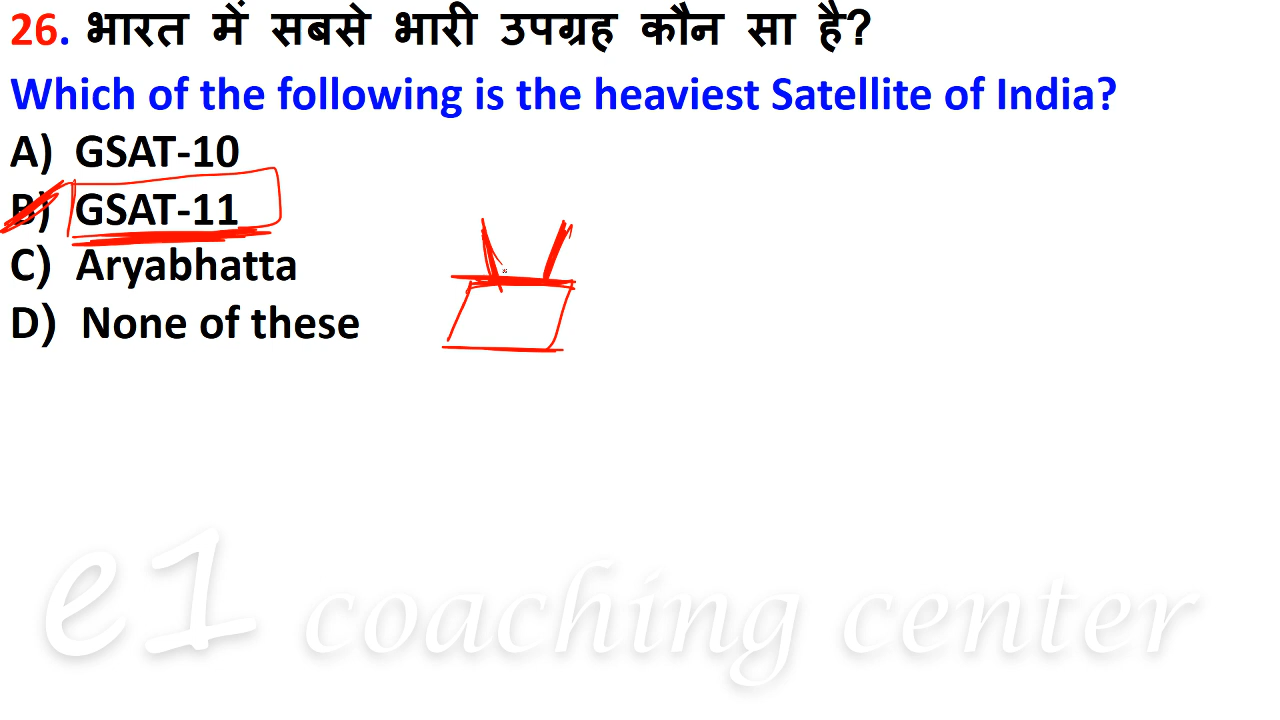 26. भारत में सबसे भारी उपग्रह कौन सा है?
Which of the following is the heaviest Satellite of India?
A) GSAT-10
B) GSAT-11
C) Aryabhatta
D) None of these
e1 coaching center